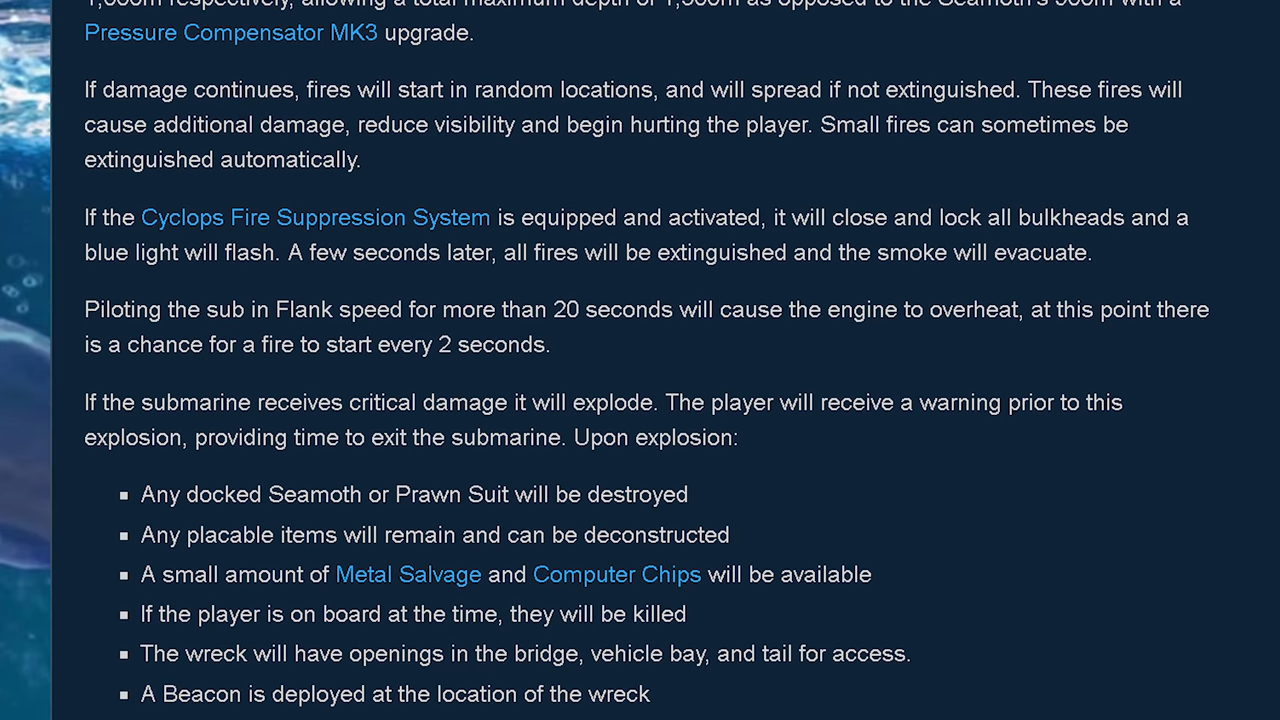 1,000m respectively, allowing a total maximum depth of 1,500m as opposed to the Seamoth's 900m with a
Pressure Compensator MK3 upgrade.
If damage continues, fires will start in random locations, and will spread if not extinguished. These fires will
cause additional damage, reduce visibility and begin hurting the player. Small fires can sometimes be
extinguished automatically.
If the Cyclops Fire Suppression System is equipped and activated, it will close and lock all bulkheads and a
blue light will flash. A few seconds later, all fires will be extinguished and the smoke will evacuate.
Piloting the sub in Flank speed for more than 20 seconds will cause the engine to overheat, at this point there
is a chance for a fire to start every 2 seconds.
If the submarine receives critical damage it will explode. The player will receive a warning prior to this
explosion, providing time to exit the submarine. Upon explosion:
▪ Any docked Seamoth or Prawn Suit will be destroyed
▪ Any placable items will remain and can be deconstructed
▪ A small amount of Metal Salvage and Computer Chips will be available
▪ If the player is on board at the time, they will be killed
▪ The wreck will have openings in the bridge, vehicle bay, and tail for access.
▪ A Beacon is deployed at the location of the wreck